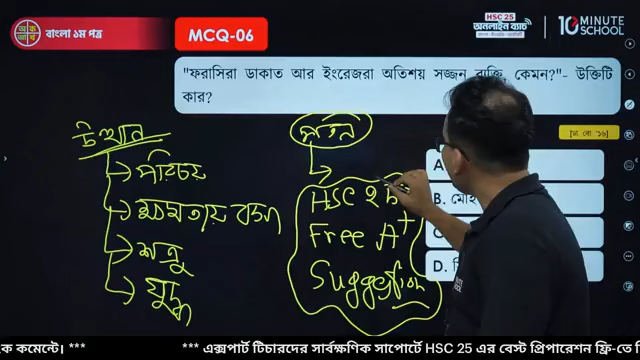 বাংলা ১ম পত্র
MCQ-06
HSC 25
অনলাইন ব্যাচ
10 MINUTE SCHOOL
"ফরাসিরা ডাকাত আর ইংরেজরা অতিশয় সজ্জন ব্যক্তি, কেমন?"- উক্তিটি
কার?
উত্থান
পরিচয়
ক্ষমতায় বসা
শত্রু
যুদ্ধ
পতন
HSC 25
Free A+
Suggestion
A
B. মোহ
C
D.
ক কমেন্টে। *** *** এক্সপার্ট টিচারদের সার্বক্ষণিক সাপোর্টে HSC 25 এর বেস্ট প্রিপারেশন ফ্রি-তে